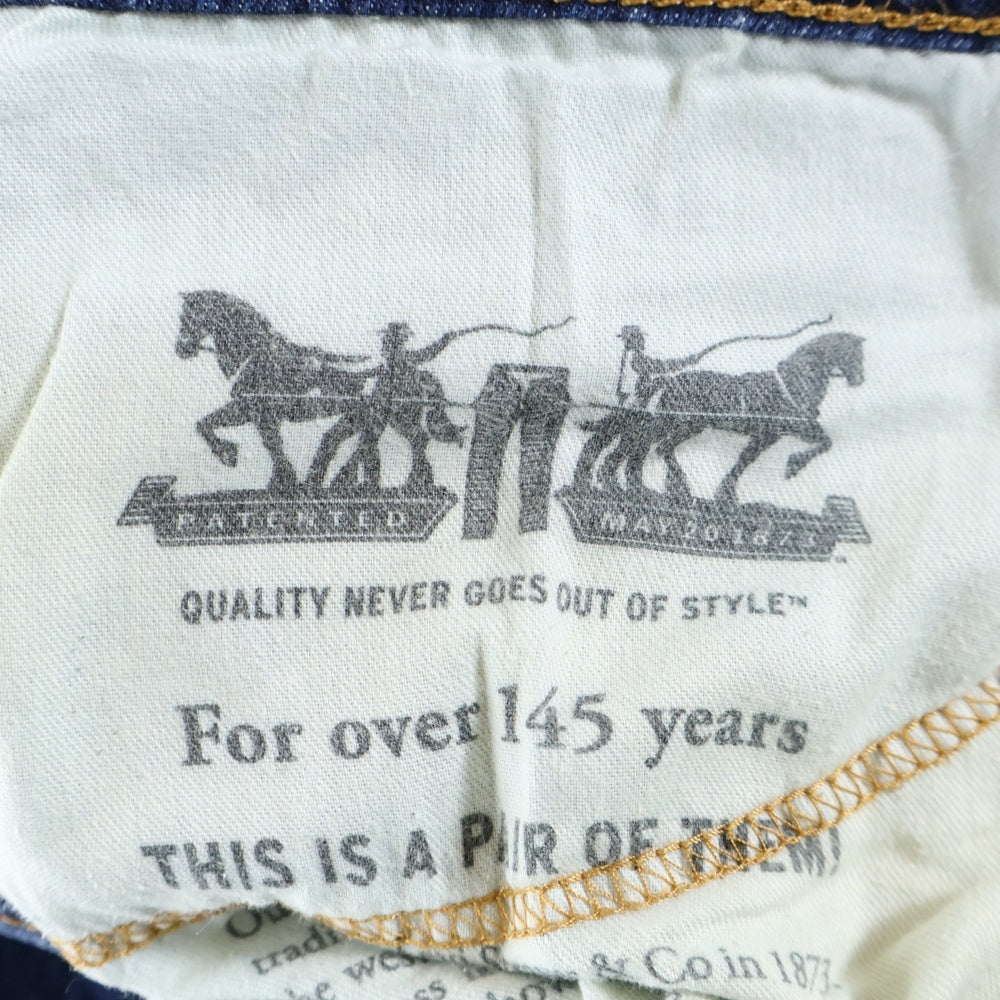 PATENTED MAY 20 1873 ™
QUALITY NEVER GOES OUT OF STYLE™
For over 145 years
THIS IS A PAIR OF THEM!
& Co in 1873